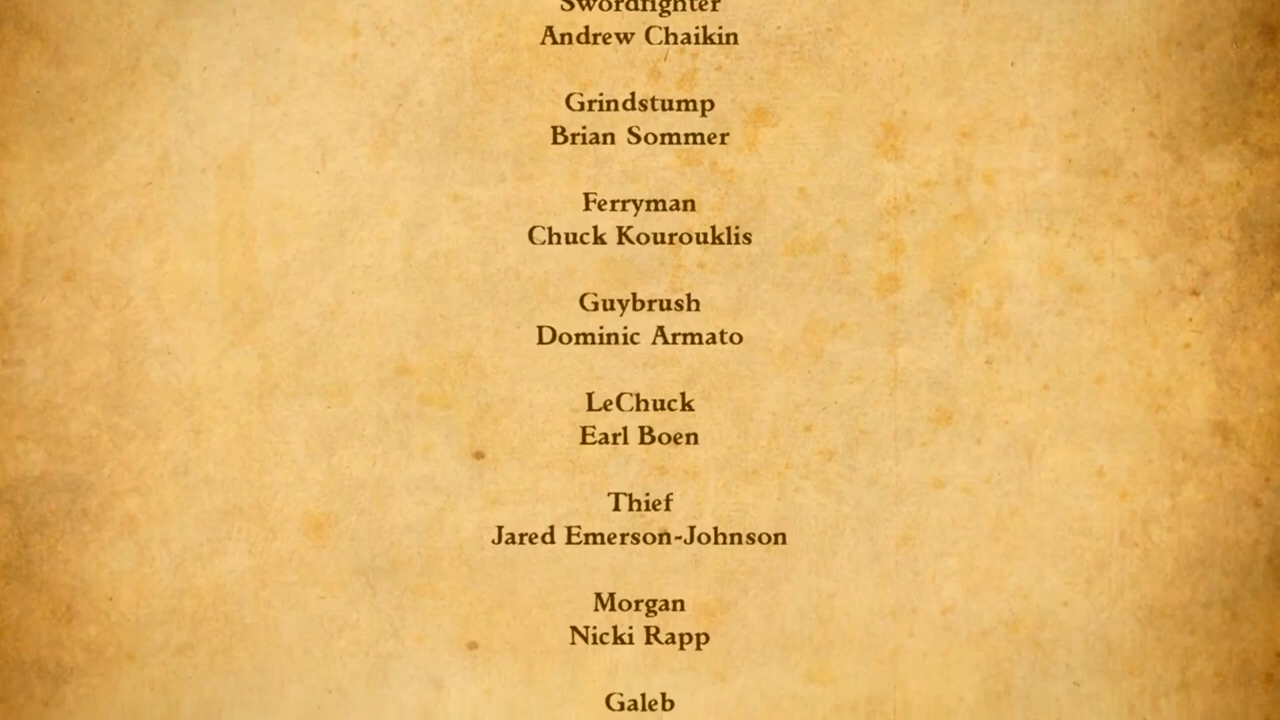 Swordfighter
Andrew Chaikin
Grindstump
Brian Sommer
Ferryman
Chuck Kourouklis
Guybrush
Dominic Armato
LeChuck
Earl Boen
Thief
Jared Emerson-Johnson
Morgan
Nicki Rapp
Galeb